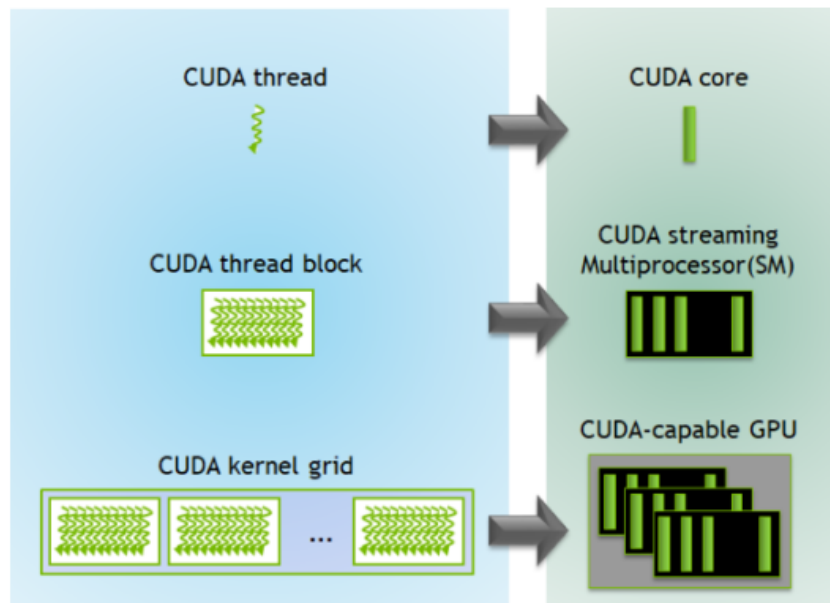 CUDA thread
CUDA core
CUDA thread block
CUDA streaming
Multiprocessor(SM)
CUDA kernel grid
...
CUDA-capable GPU